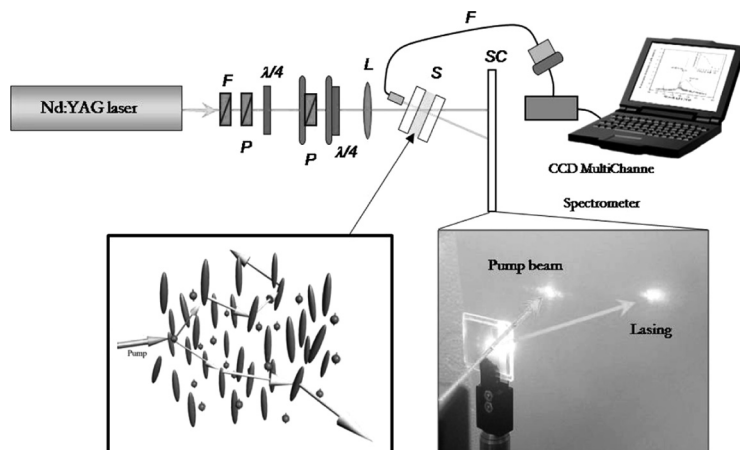 F
SC
λ/4
L
F
S
Nd:YAG laser
P
P
λ/4
CCD MultiChanne
Spectrometer
Pump beam
Lasing
Pump